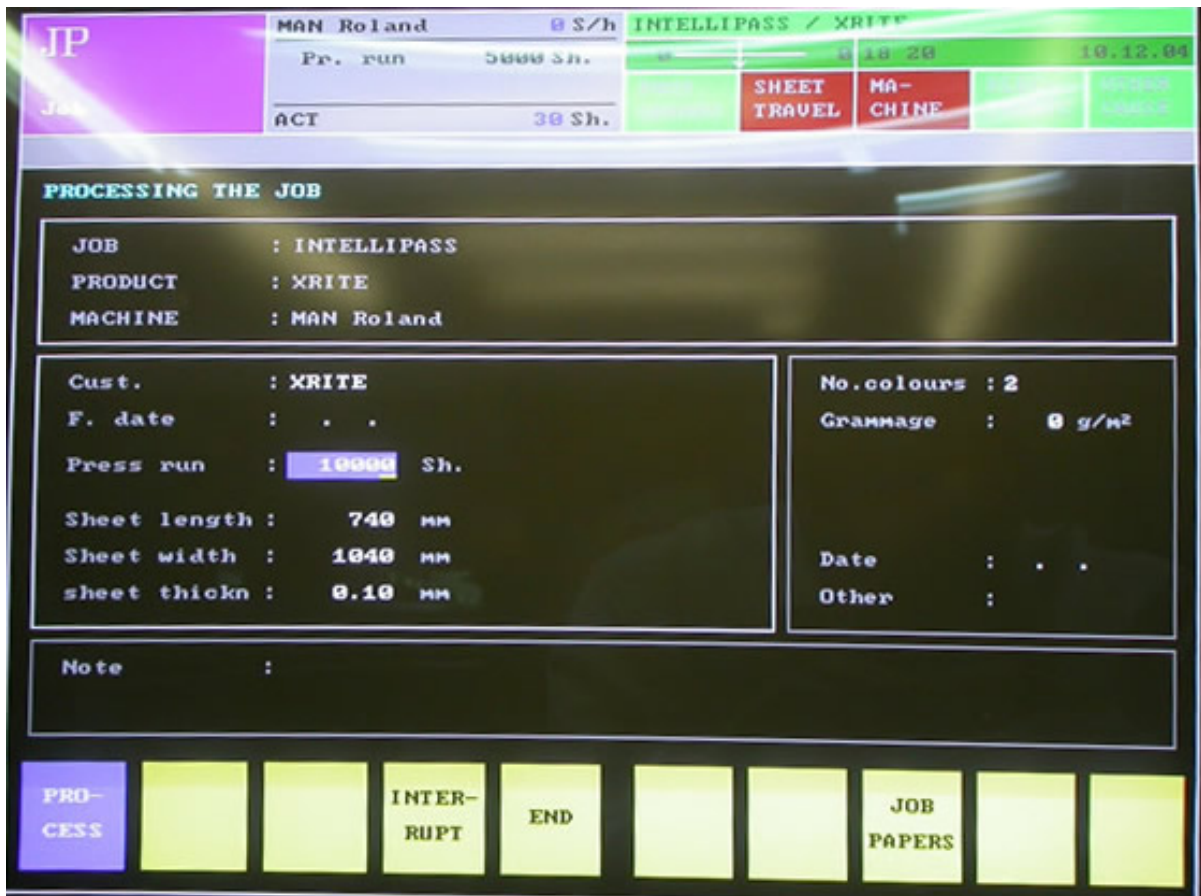 JP
Job
MAN Roland 0 S/h
Pr. run 5000 Sh.
ACT 30 Sh.
INTELLIPASS / XRITE
0 0 18 20 10.12.04
SHEET TRAVEL
MA-
CHINE
PROCESSING THE JOB
JOB : INTELLIPASS
PRODUCT : XRITE
MACHINE : MAN Roland
Cust. : XRITE
F. date : . .
Press run : 10000 Sh.
Sheet length : 740 mm
Sheet width : 1040 mm
sheet thickn : 0.10 mm
No.colours : 2
Grammage : 0 g/m²
Date : . .
Other :
Note :
PRO-
CESS
INTER-
RUPT
END
JOB
PAPERS